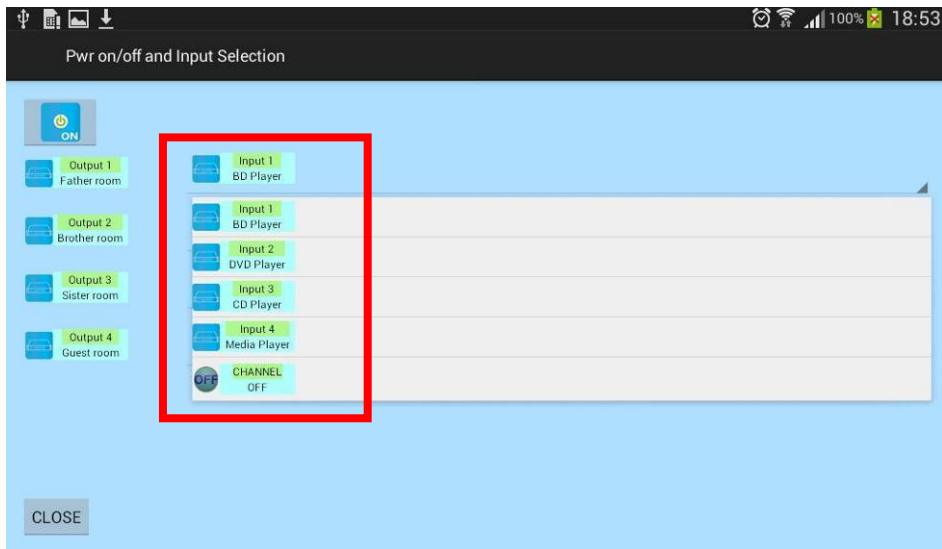 100% 18:53
Pwr on/off and Input Selection
ON
Output 1
Father room
Input 1
BD Player
Input 1
BD Player
Output 2
Brother room
Input 2
DVD Player
Output 3
Sister room
Input 3
CD Player
Output 4
Guest room
Input 4
Media Player
OFF
CHANNEL
OFF
CLOSE